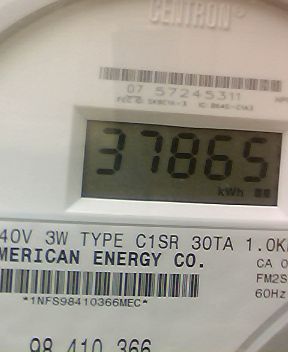 CENTRON®
07 57245311
37865
kWh
40V 3W TYPE C1SR 30TA 1.0K
MERICAN ENERGY CO.
CA 0
FM2S
60Hz
*1NFS98410366MEC*
98 410 366